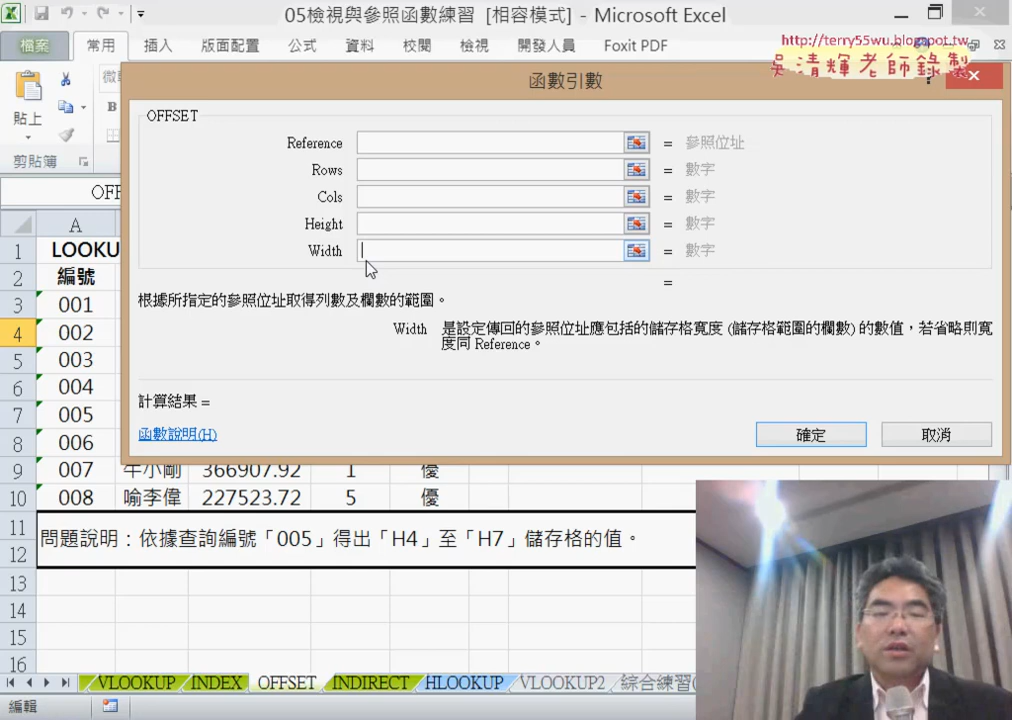 05檢視與參照函數練習 [相容模式] - Microsoft Excel
檔案 常用 插入 版面配置 公式 資料 校閱 檢視 開發人員 Foxit PDF
http://terry55wu.blogspot.tw
吳清輝老師錄製
貼上
剪貼簿
函數引數
OFFSET
Reference = 參照位址
Rows = 數字
Cols = 數字
Height = 數字
Width = 數字
=
根據所指定的參照位址取得列數及欄數的範圍。
Width 是設定傳回的參照位址應包括的儲存格寬度 (儲存格範圍的欄數) 的數值，若省略則寬
度同 Reference。
計算結果 =
函數說明(H)
確定 取消
A
1 LOOKU
2 編號
3 001
4 002
5 003
6 004
7 005
8 006
9 007 牛小剛 366907.92 1 優
10 008 喻李偉 227523.72 5 優
11
問題說明：依據查詢編號「005」得出「H4」至「H7」儲存格的值。
12
13
14
15
16
VLOOKUP INDEX OFFSET INDIRECT HLOOKUP VLOOKUP2 綜合練習(
編輯